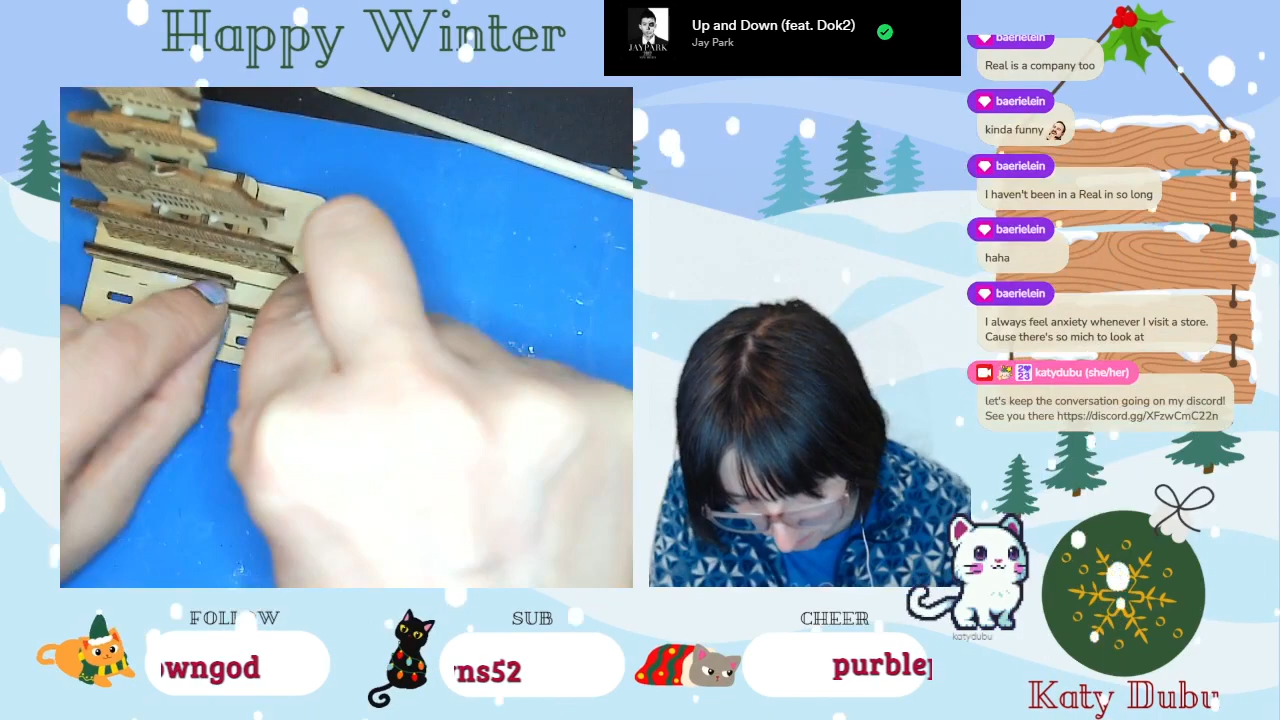 Happy Winter
Up and Down (feat. Dok2)
Jay Park
JAYPARK
baerielein
Real is a company too
baerielein
kinda funny
baerielein
I haven't been in a Real in so long
baerielein
haha
baerielein
I always feel anxiety whenever I visit a store.
Cause there's so mich to look at
katydubu (she/her)
let's keep the conversation going on my discord!
See you there https://discord.gg/XFzwCmC22n
katydubu
FOLLOW
wngod
SUB
ns52
CHEER
purble
Katy Dubu